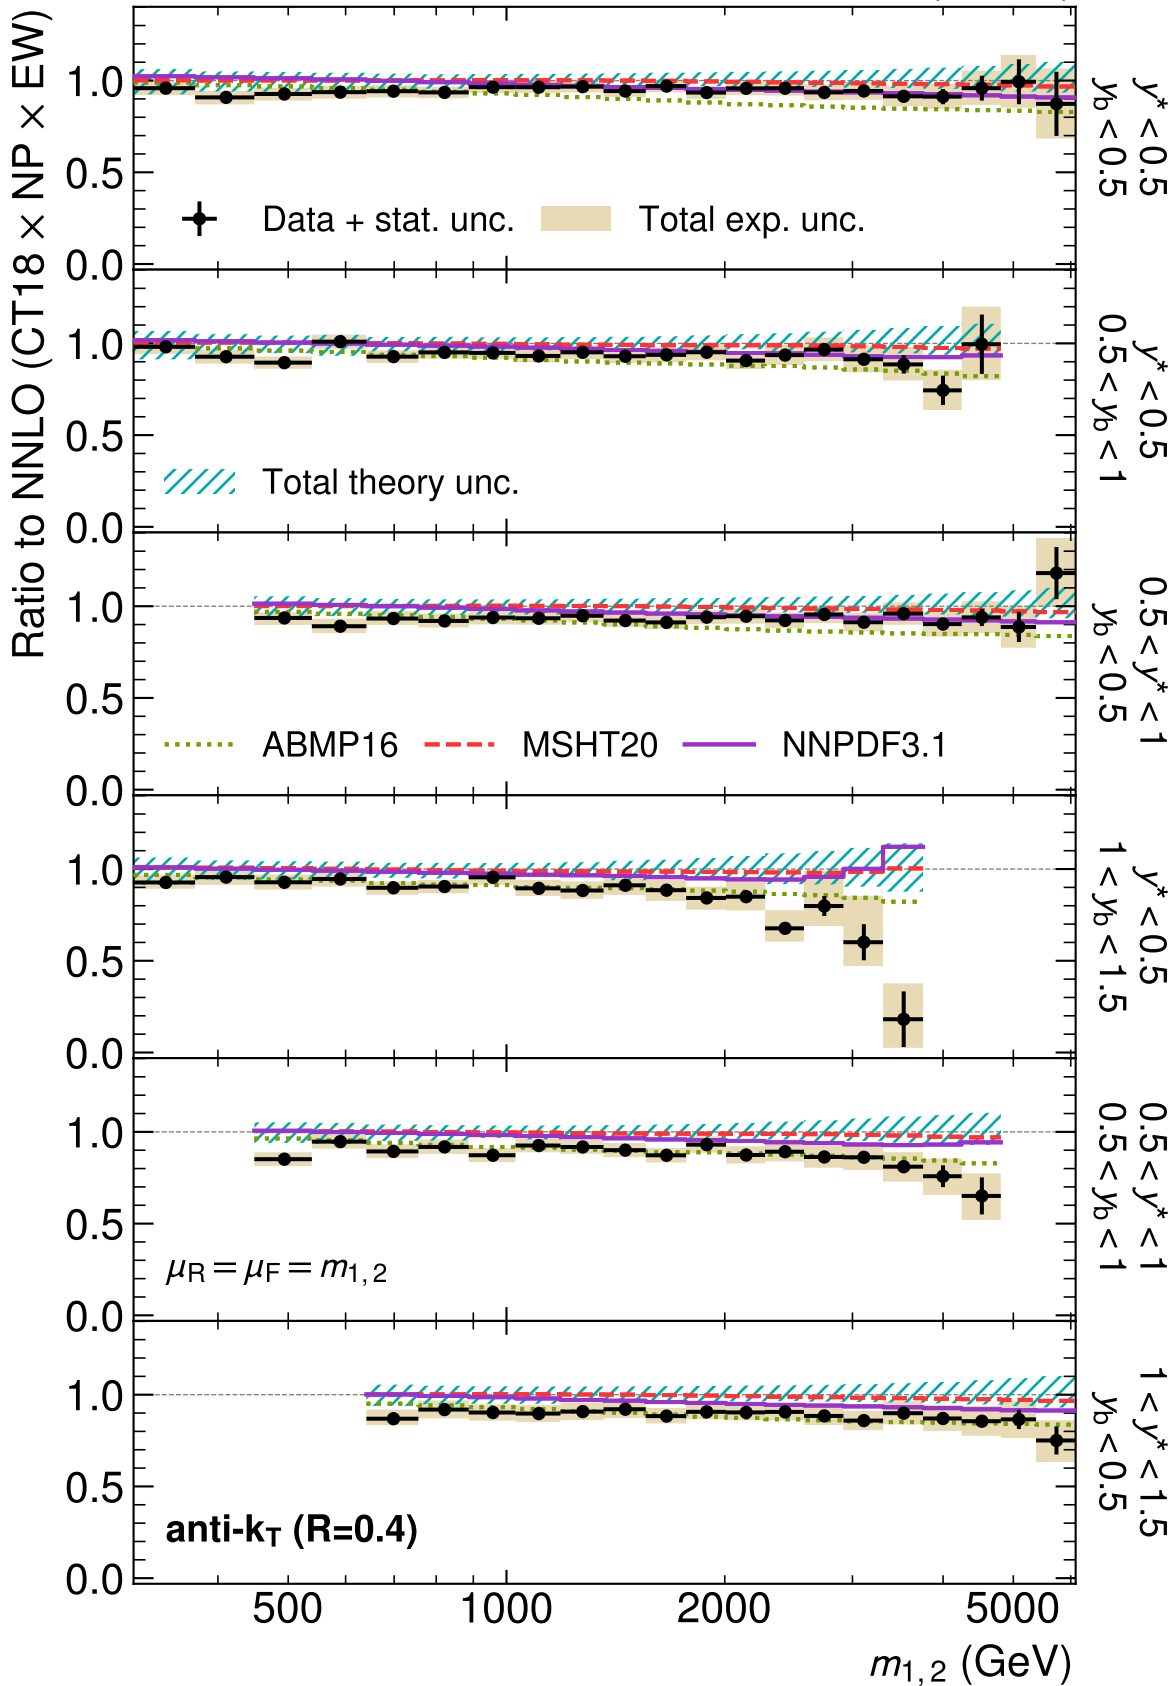 Ratio to NNLO (CT18 × NP × EW)
1.0
0.5
0.0
Data + stat. unc.
Total exp. unc.
y* < 0.5
y_b < 0.5
1.0
0.5
0.0
Total theory unc.
y* < 0.5
0.5 < y_b < 1
1.0
0.5
0.0
ABMP16
MSHT20
NNPDF3.1
0.5 < y* < 1
y_b < 0.5
1.0
0.5
0.0
y* < 0.5
1 < y_b < 1.5
1.0
0.5
0.0
μ_R = μ_F = m_1,2
0.5 < y* < 1
0.5 < y_b < 1
1.0
0.5
0.0
anti-k_T (R=0.4)
1 < y* < 1.5
y_b < 0.5
500
1000
2000
5000
m_1,2 (GeV)